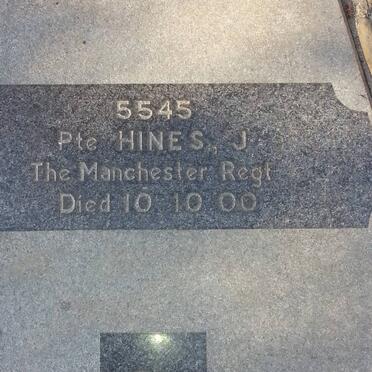 5545
Pte HINES., J
The Manchester Regt
Died 10 10 00